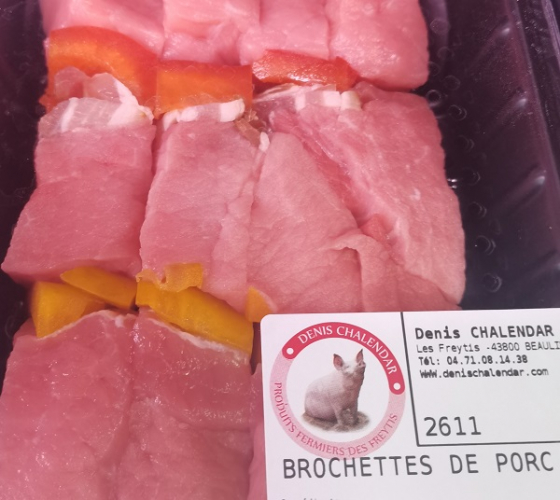 DENIS CHALENDAR
PRODUITS FERMIERS DES FREYTIS
Denis CHALENDAR
Les Freytis -43800 BEAULI
Tél: 04.71.08.14.38
Www.denischalendar.com
2611
BROCHETTES DE PORC